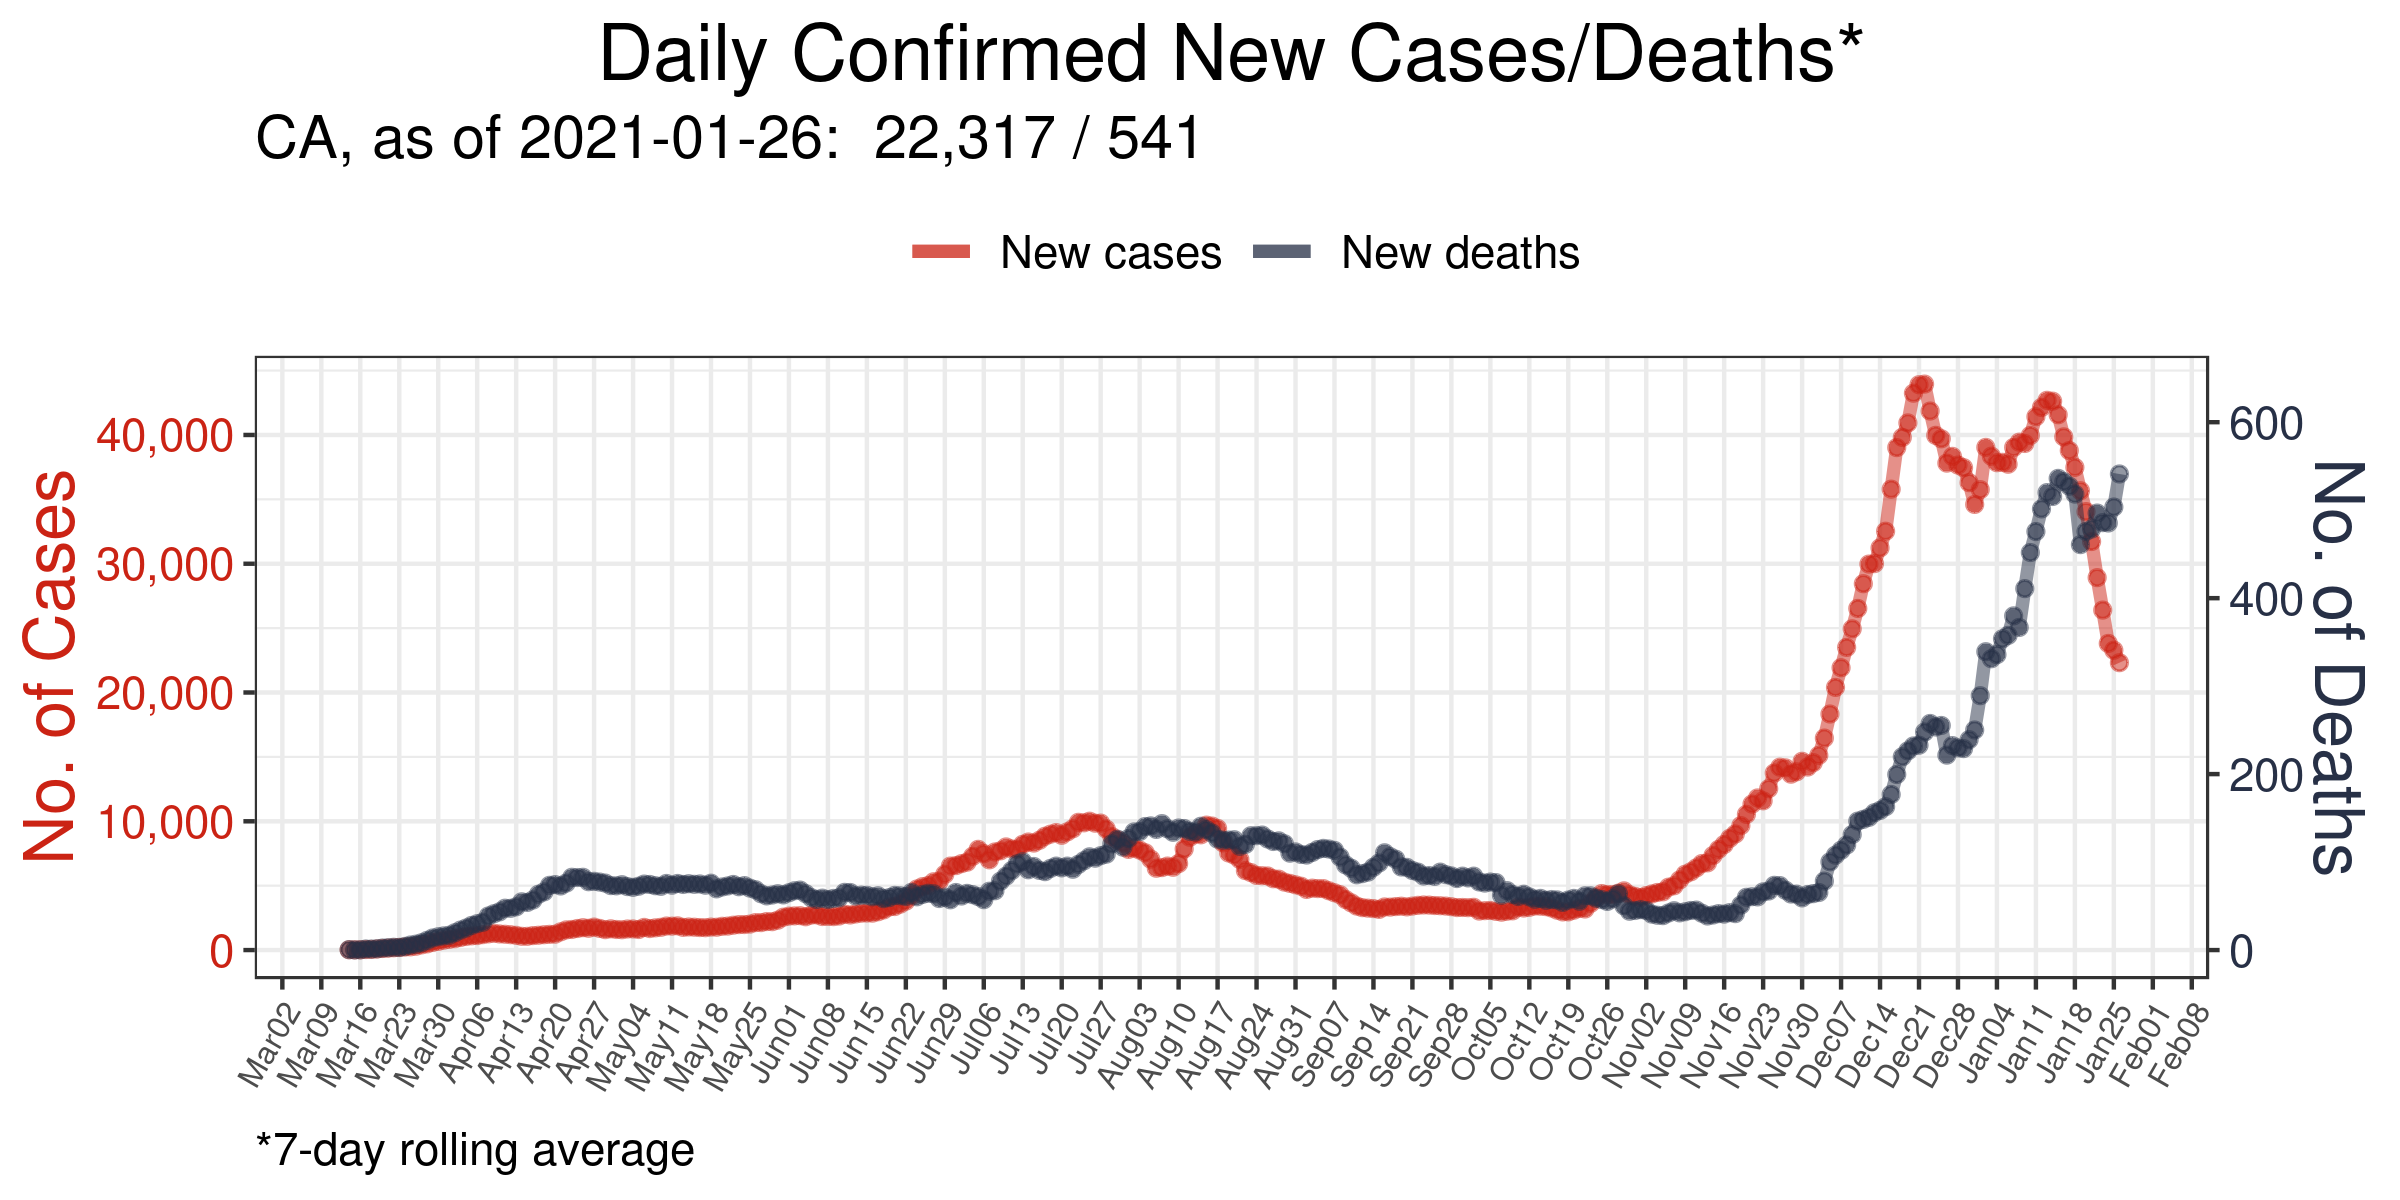 Daily Confirmed New Cases/Deaths*
CA, as of 2021-01-26:  22,317 / 541
New cases
New deaths
No. of Cases
40,000
30,000
20,000
10,000
0
600
400
200
0
No. of Deaths
Mar02
Mar09
Mar16
Mar23
Mar30
Apr06
Apr13
Apr20
Apr27
May04
May11
May18
May25
Jun01
Jun08
Jun15
Jun22
Jun29
Jul06
Jul13
Jul20
Jul27
Aug03
Aug10
Aug17
Aug24
Aug31
Sep07
Sep14
Sep21
Sep28
Oct05
Oct12
Oct19
Oct26
Nov02
Nov09
Nov16
Nov23
Nov30
Dec07
Dec14
Dec21
Dec28
Jan04
Jan11
Jan18
Jan25
Feb01
Feb08
*7-day rolling average